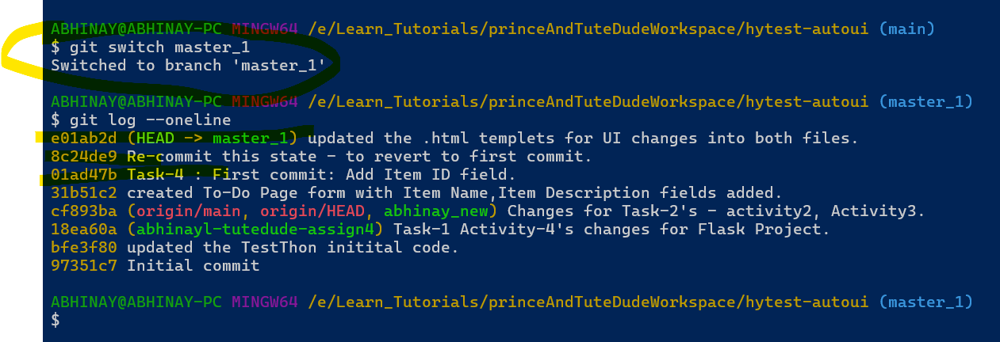 ABHINAY@ABHINAY-PC MINGW64 /e/Learn_Tutorials/princeAndTuteDudeWorkspace/hytest-autoui (main)
$ git switch master_1
Switched to branch 'master_1'
ABHINAY@ABHINAY-PC MINGW64 /e/Learn_Tutorials/princeAndTuteDudeWorkspace/hytest-autoui (master_1)
$ git log --oneline
e01ab2d (HEAD -> master_1) updated the .html templets for UI changes into both files.
8c24de9 Re-commit this state - to revert to first commit.
01ad47b Task-4 : First commit: Add Item ID field.
31b51c2 created To-Do Page form with Item Name,Item Description fields added.
cf893ba (origin/main, origin/HEAD, abhinay_new) Changes for Task-2's - activity2, Activity3.
18ea60a (abhinayl-tutedude-assign4) Task-1 Activity-4's changes for Flask Project.
bfe3f80 updated the TestThon initital code.
97351c7 Initial commit
ABHINAY@ABHINAY-PC MINGW64 /e/Learn_Tutorials/princeAndTuteDudeWorkspace/hytest-autoui (master_1)
$